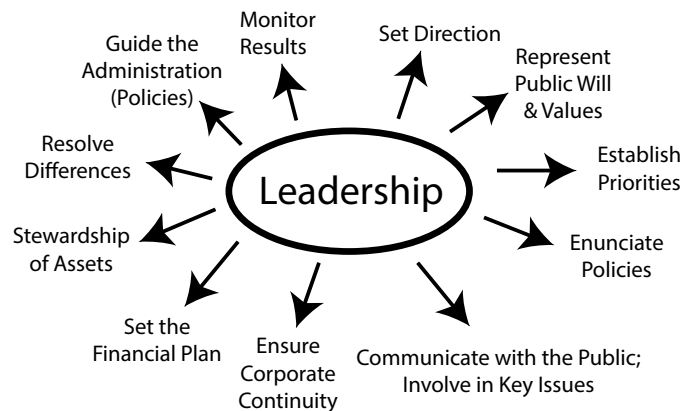 Monitor
Results
Set Direction
Guide the
Administration
(Policies)
Represent
Public Will
& Values
Resolve
Differences
Leadership
Establish
Priorities
Stewardship
of Assets
Enunciate
Policies
Set the
Financial Plan
Ensure
Corporate
Continuity
Communicate with the Public;
Involve in Key Issues